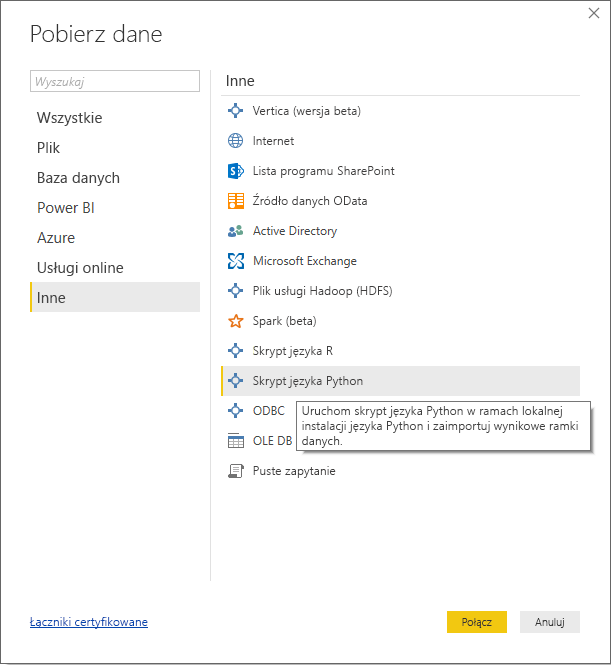 Pobierz dane
Wyszukaj
Wszystkie
Plik
Baza danych
Power BI
Azure
Usługi online
Inne
Inne
Vertica (wersja beta)
Internet
Lista programu SharePoint
Źródło danych OData
Active Directory
Microsoft Exchange
Plik usługi Hadoop (HDFS)
Spark (beta)
Skrypt języka R
Skrypt języka Python
ODBC
OLE DB
Uruchom skrypt języka Python w ramach lokalnej
instalacji języka Python i zaimportuj wynikowe ramki
danych.
Puste zapytanie
Łączniki certyfikowane
Połącz
Anuluj